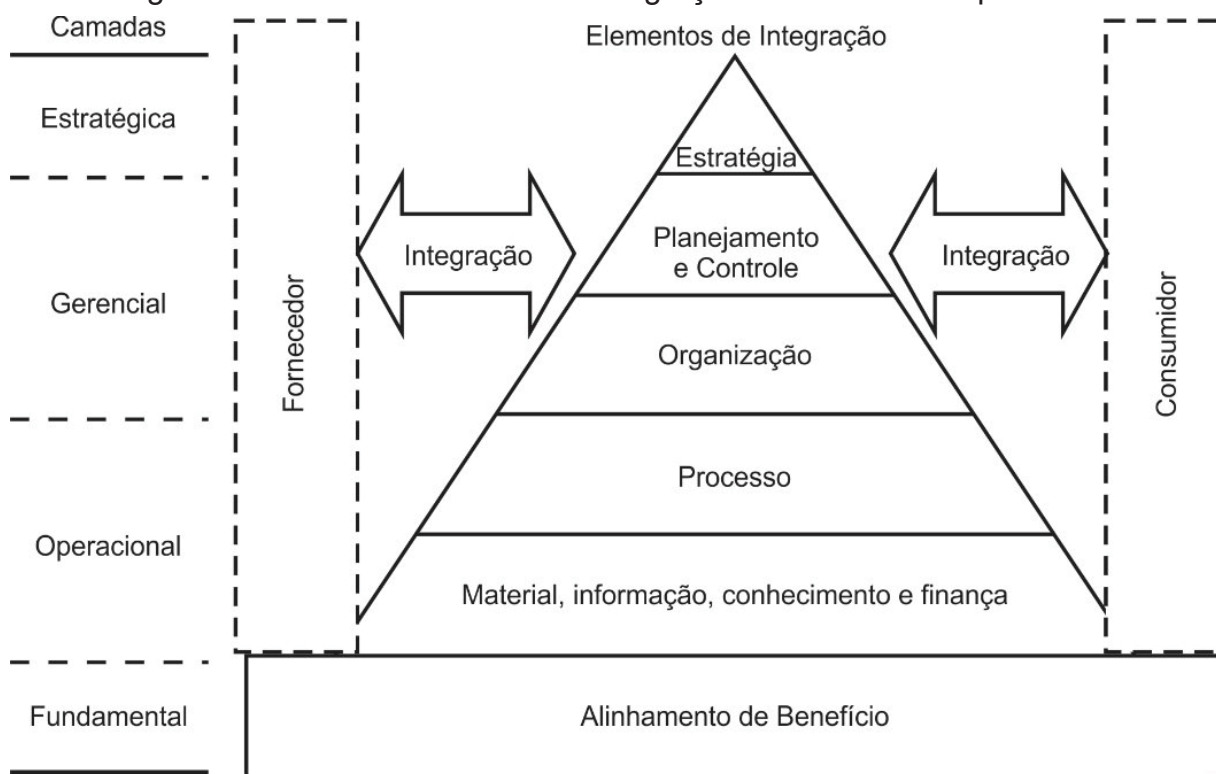 Camadas
Elementos de Integração
Estratégica
Estratégia
Integração
Planejamento
e Controle
Integração
Gerencial
Fornecedor
Organização
Consumidor
Processo
Operacional
Material, informação, conhecimento e finança
Fundamental
Alinhamento de Benefício